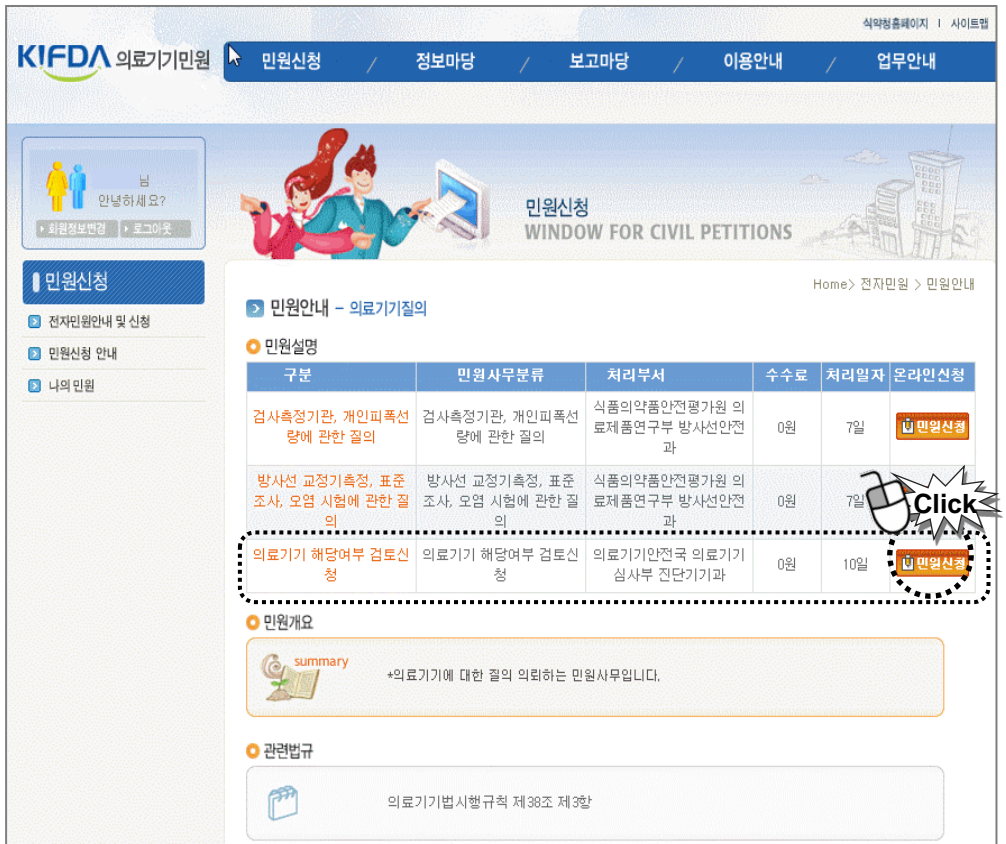 식약청홈페이지 | 사이트맵
KIFDA 의료기기민원
민원신청 / 정보마당 / 보고마당 / 이용안내 / 업무안내
님
안녕하세요?
회원정보변경 로그아웃
민원신청
WINDOW FOR CIVIL PETITIONS
민원신청
전자민원안내 및 신청
민원신청 안내
나의 민원
Home> 전자민원 > 민원안내
민원안내 - 의료기기질의
민원설명
구분 민원사무분류 처리부서 수수료 처리일자 온라인신청
검사측정기관, 개인피폭선
량에 관한 질의
검사측정기관, 개인피폭선
량에 관한 질의
식품의약품안전평가원 의
료제품연구부 방사선안전
과
0원
7일
민원신청
방사선 교정기측정, 표준
조사, 오염 시험에 관한 질
의
방사선 교정기측정, 표준
조사, 오염 시험에 관한 질
의
식품의약품안전평가원 의
료제품연구부 방사선안전
과
0원
7일
Click
의료기기 해당여부 검토신
청
의료기기 해당여부 검토신
청
의료기기안전국 의료기기
심사부 진단기기과
0원
10일
민원신청
민원개요
summary
*의료기기에 대한 질의 의뢰하는 민원사무입니다.
관련법규
의료기기법시행규칙 제38조 제3항